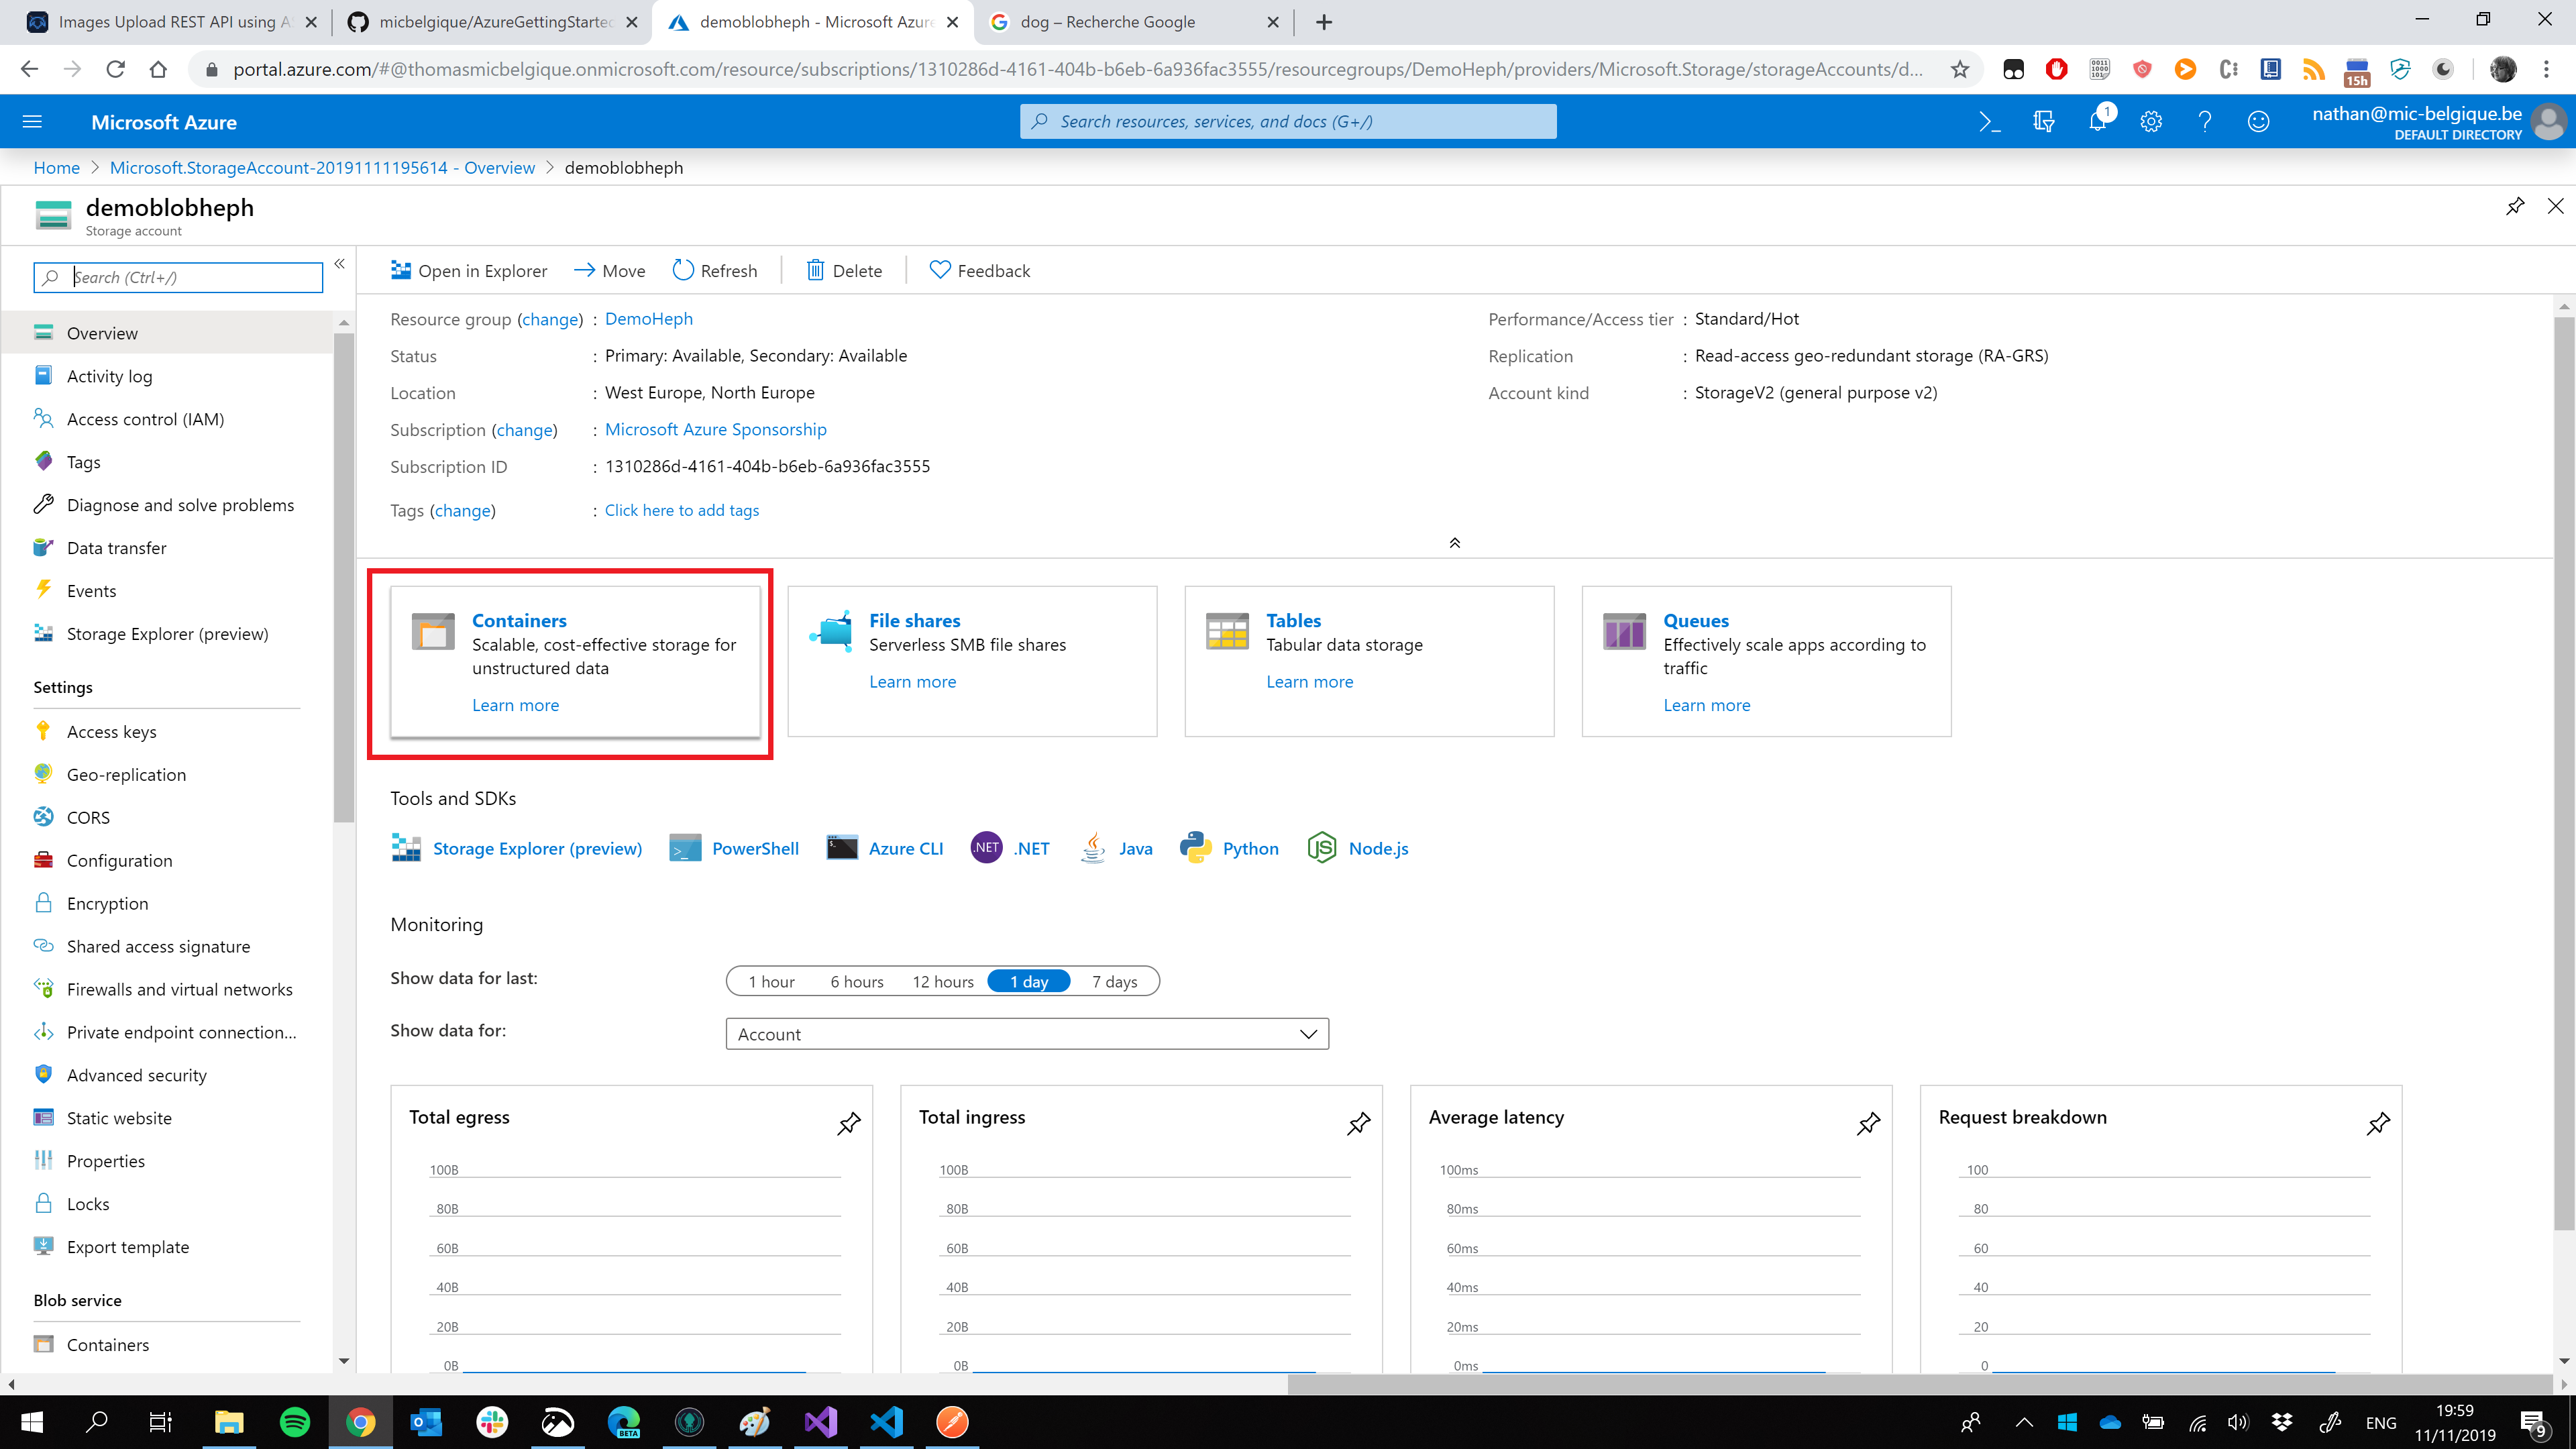 Images Upload REST API using A
micbelgique/AzureGettingStarted
demoblobheph - Microsoft Azure
dog – Recherche Google
portal.azure.com/#@thomasmicbelgique.onmicrosoft.com/resource/subscriptions/1310286d-4161-404b-b6eb-6a936fac3555/resourcegroups/DemoHeph/providers/Microsoft.Storage/storageAccounts/d...
15h
Microsoft Azure
Search resources, services, and docs (G+/)
1
nathan@mic-belgique.be
DEFAULT DIRECTORY
Home > Microsoft.StorageAccount-20191111195614 - Overview > demoblobheph
demoblobheph
Storage account
Search (Ctrl+/)
Overview
Activity log
Access control (IAM)
Tags
Diagnose and solve problems
Data transfer
Events
Storage Explorer (preview)
Settings
Access keys
Geo-replication
CORS
Configuration
Encryption
Shared access signature
Firewalls and virtual networks
Private endpoint connection...
Advanced security
Static website
Properties
Locks
Export template
Blob service
Containers
Open in Explorer
Move
Refresh
Delete
Feedback
Resource group (change) : DemoHeph
Status : Primary: Available, Secondary: Available
Location : West Europe, North Europe
Subscription (change) : Microsoft Azure Sponsorship
Subscription ID : 1310286d-4161-404b-b6eb-6a936fac3555
Tags (change) : Click here to add tags
Performance/Access tier : Standard/Hot
Replication : Read-access geo-redundant storage (RA-GRS)
Account kind : StorageV2 (general purpose v2)
Containers
Scalable, cost-effective storage for
unstructured data
Learn more
File shares
Serverless SMB file shares
Learn more
Tables
Tabular data storage
Learn more
Queues
Effectively scale apps according to
traffic
Learn more
Tools and SDKs
Storage Explorer (preview)
PowerShell
Azure CLI
.NET
.NET
Java
Python
Node.js
Monitoring
Show data for last:
1 hour
6 hours
12 hours
1 day
7 days
Show data for:
Account
Total egress
100B
80B
60B
40B
20B
0B
Total ingress
100B
80B
60B
40B
20B
0B
Average latency
100ms
80ms
60ms
40ms
20ms
0ms
Request breakdown
100
80
60
40
20
0
BETA
ENG
19:59
11/11/2019
9